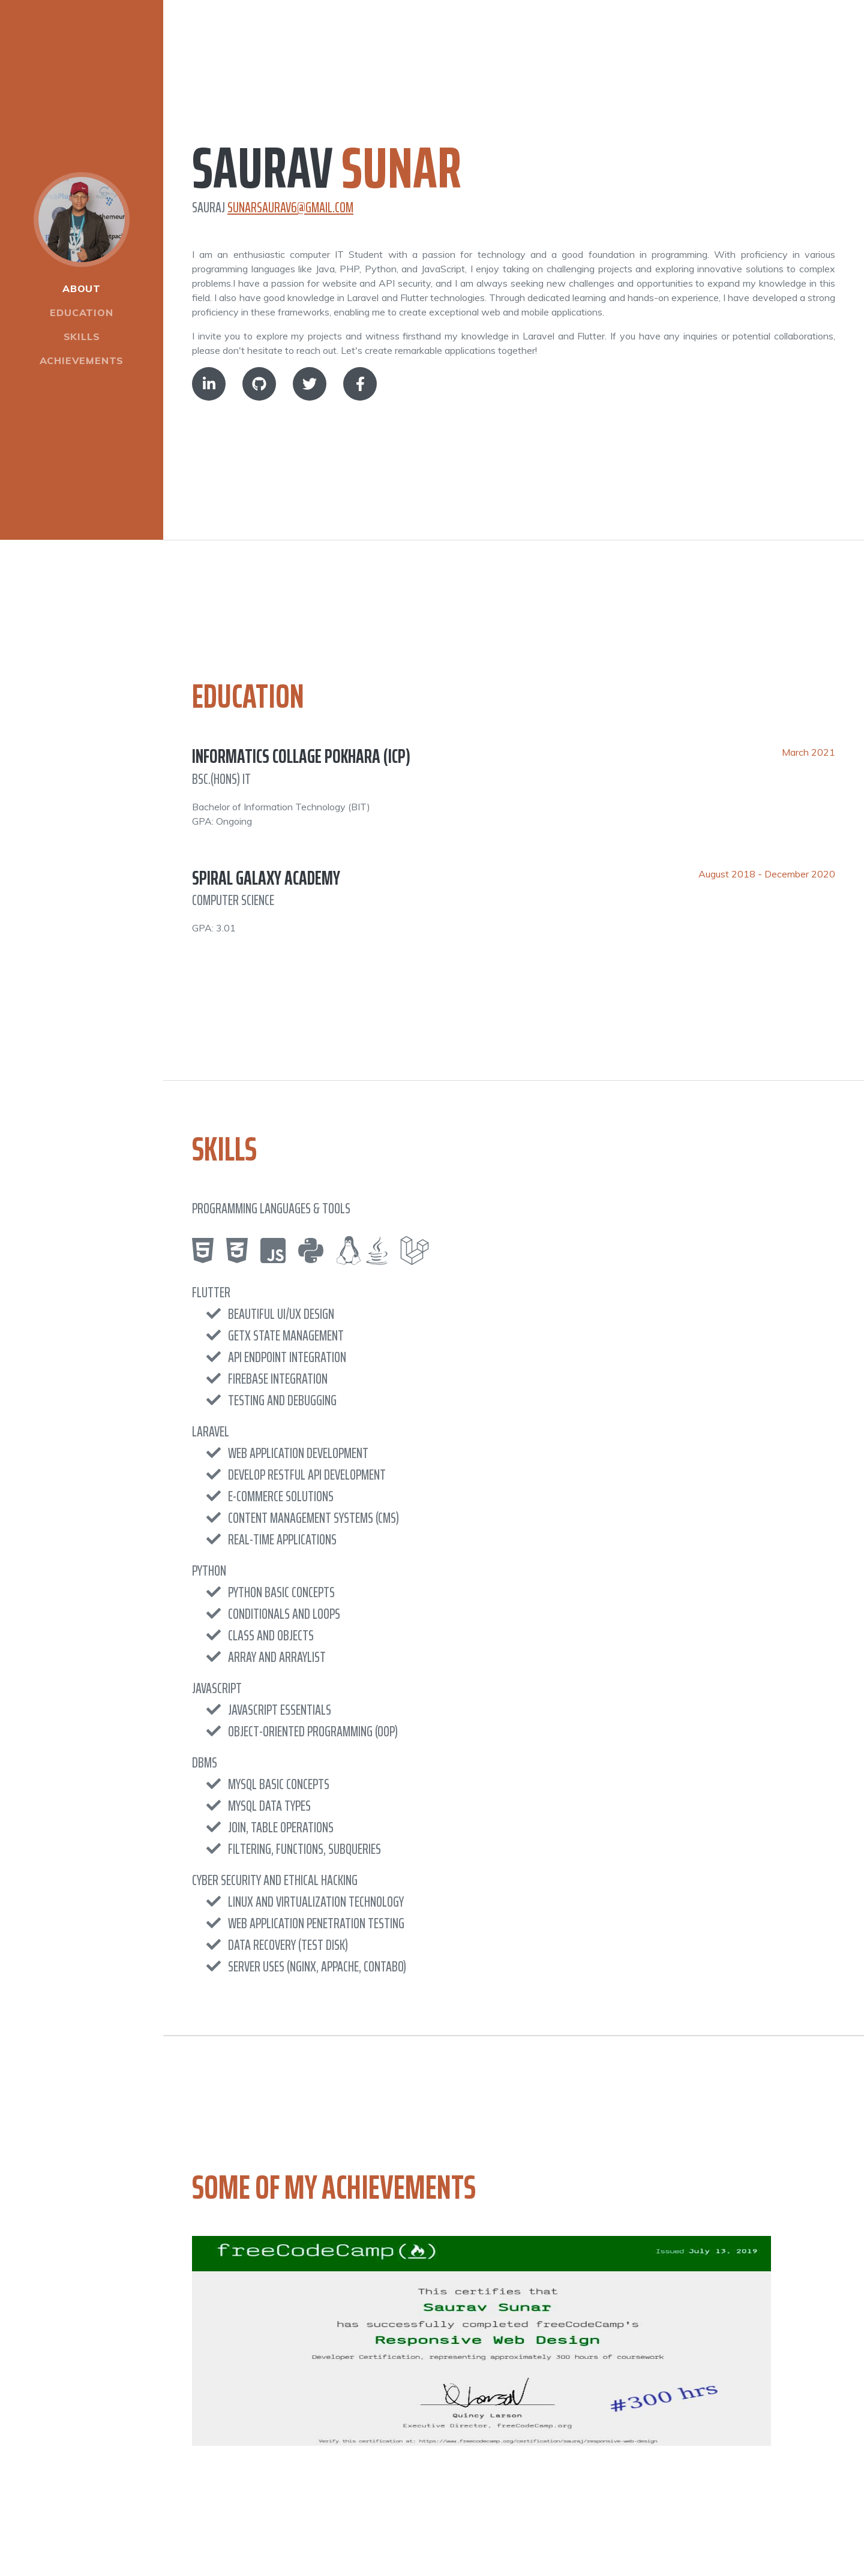 ABOUT
EDUCATION
SKILLS
ACHIEVEMENTS
SAURAV SUNAR
SAURAJ SUNARSAURAV6@GMAIL.COM
I am an enthusiastic computer IT Student with a passion for technology and a good foundation in programming. With proficiency in various
programming languages like Java, PHP, Python, and JavaScript, I enjoy taking on challenging projects and exploring innovative solutions to complex
problems.I have a passion for website and API security, and I am always seeking new challenges and opportunities to expand my knowledge in this
field. I also have good knowledge in Laravel and Flutter technologies. Through dedicated learning and hands-on experience, I have developed a strong
proficiency in these frameworks, enabling me to create exceptional web and mobile applications.
I invite you to explore my projects and witness firsthand my knowledge in Laravel and Flutter. If you have any inquiries or potential collaborations,
please don't hesitate to reach out. Let's create remarkable applications together!
EDUCATION
INFORMATICS COLLAGE POKHARA (ICP)
March 2021
BSC.(HONS) IT
Bachelor of Information Technology (BIT)
GPA: Ongoing
SPIRAL GALAXY ACADEMY
August 2018 - December 2020
COMPUTER SCIENCE
GPA: 3.01
SKILLS
PROGRAMMING LANGUAGES & TOOLS
JS
FLUTTER
BEAUTIFUL UI/UX DESIGN
GETX STATE MANAGEMENT
API ENDPOINT INTEGRATION
FIREBASE INTEGRATION
TESTING AND DEBUGGING
LARAVEL
WEB APPLICATION DEVELOPMENT
DEVELOP RESTFUL API DEVELOPMENT
E-COMMERCE SOLUTIONS
CONTENT MANAGEMENT SYSTEMS (CMS)
REAL-TIME APPLICATIONS
PYTHON
PYTHON BASIC CONCEPTS
CONDITIONALS AND LOOPS
CLASS AND OBJECTS
ARRAY AND ARRAYLIST
JAVASCRIPT
JAVASCRIPT ESSENTIALS
OBJECT-ORIENTED PROGRAMMING (OOP)
DBMS
MYSQL BASIC CONCEPTS
MYSQL DATA TYPES
JOIN, TABLE OPERATIONS
FILTERING, FUNCTIONS, SUBQUERIES
CYBER SECURITY AND ETHICAL HACKING
LINUX AND VIRTUALIZATION TECHNOLOGY
WEB APPLICATION PENETRATION TESTING
DATA RECOVERY (TEST DISK)
SERVER USES (NGINX, APPACHE, CONTABO)
SOME OF MY ACHIEVEMENTS
freeCodeCamp
Issued July 13, 2019
This certifies that
Saurav Sunar
has successfully completed freeCodeCamp's
Responsive Web Design
Developer Certification, representing approximately 300 hours of coursework
#300 hrs
Quincy Larson
Executive Director, freeCodeCamp.org
Verify this certification at: https://www.freecodecamp.org/certification/sauraj/responsive-web-design